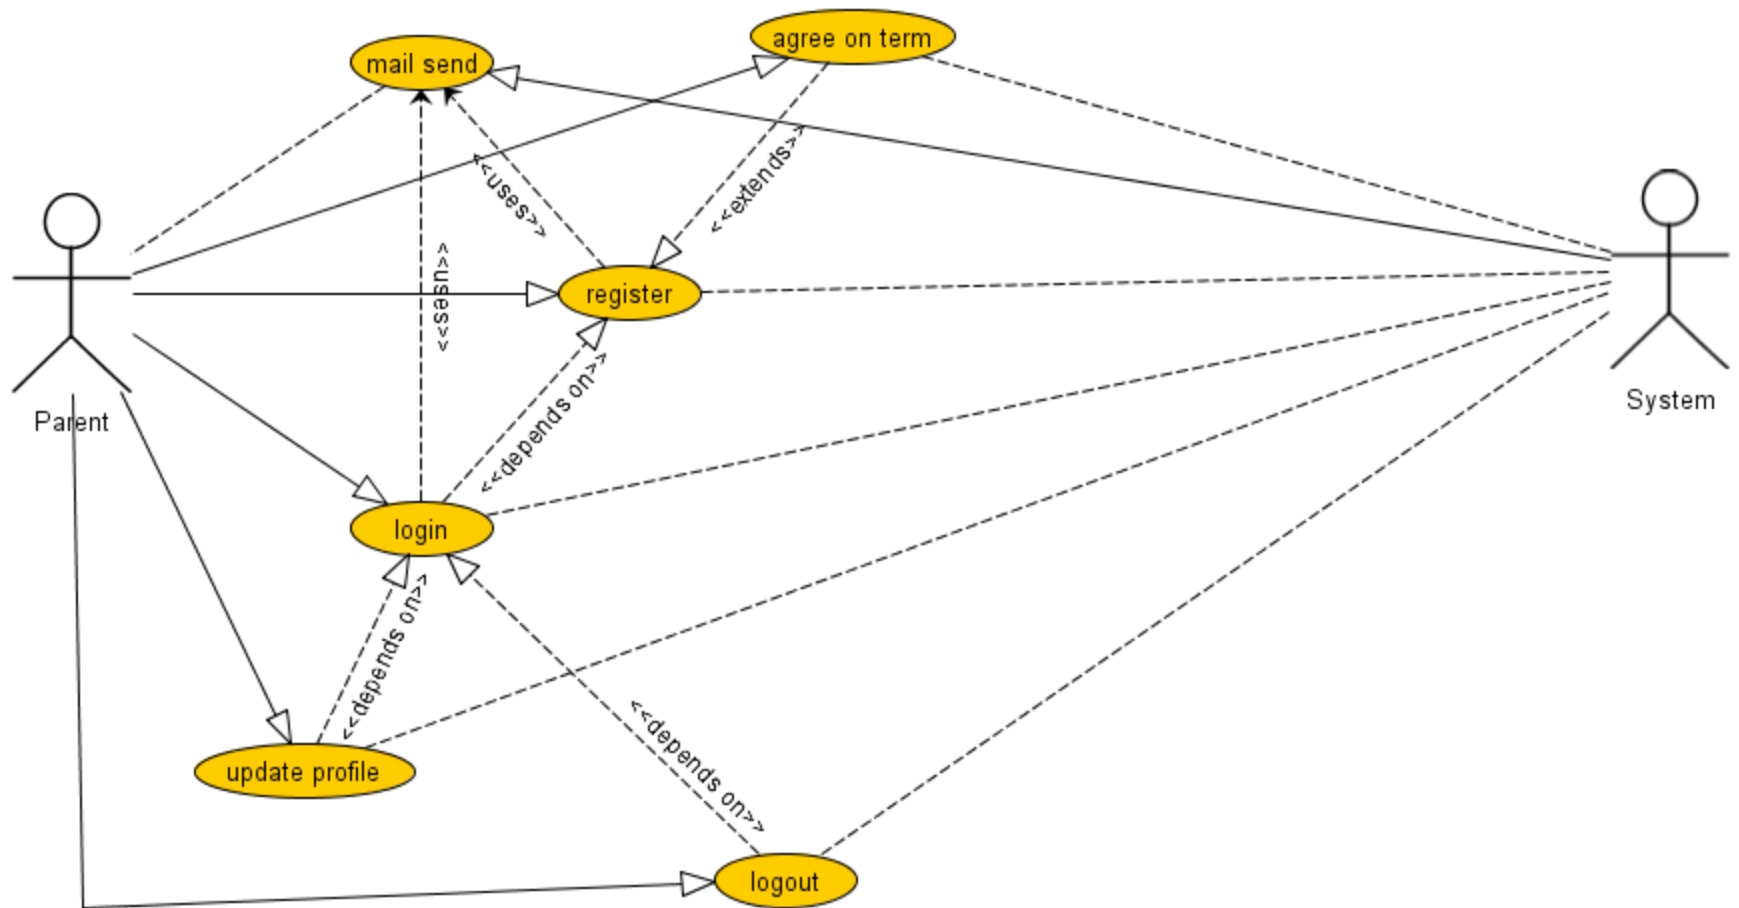 agree on term
mail send
<<uses>>
<<extends>>
<<uses>>
register
<<depends on>>
Parent
System
login
<<depends on>>
<<depends on>>
update profile
logout